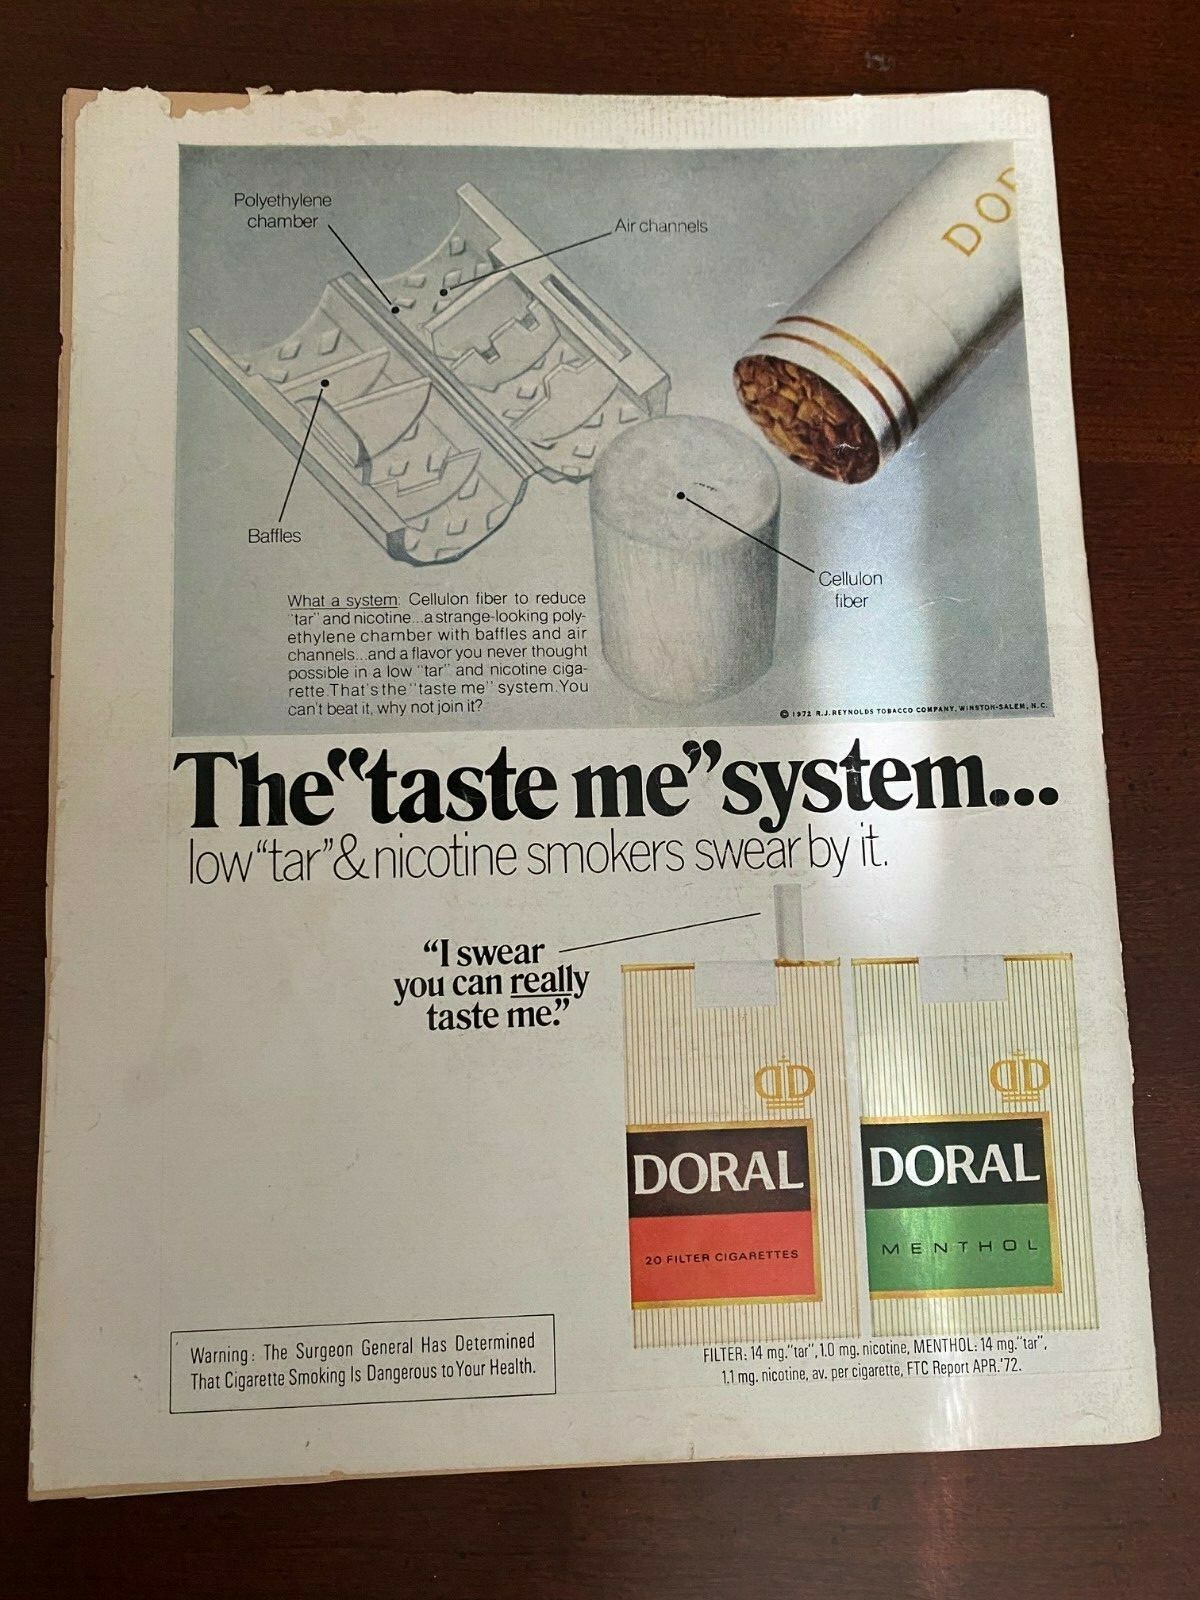 Polyethylene
chamber
Air channels
DOR
Baffles
Cellulon
fiber
What a system: Cellulon fiber to reduce
"tar" and nicotine...a strange-looking poly-
ethylene chamber with baffles and air
channels...and a flavor you never thought
possible in a low "tar" and nicotine ciga-
rette. That's the "taste me" system. You
can't beat it, why not join it?
© 1972 R.J. REYNOLDS TOBACCO COMPANY, WINSTON-SALEM, N.C.
The "taste me" system...
low "tar" & nicotine smokers swear by it.
"I swear
you can really
taste me."
DORAL
20 FILTER CIGARETTES
DORAL
MENTHOL
Warning: The Surgeon General Has Determined
That Cigarette Smoking Is Dangerous to Your Health.
FILTER: 14 mg. "tar", 1.0 mg. nicotine, MENTHOL: 14 mg. "tar",
1.1 mg. nicotine, av. per cigarette, FTC Report APR. '72.